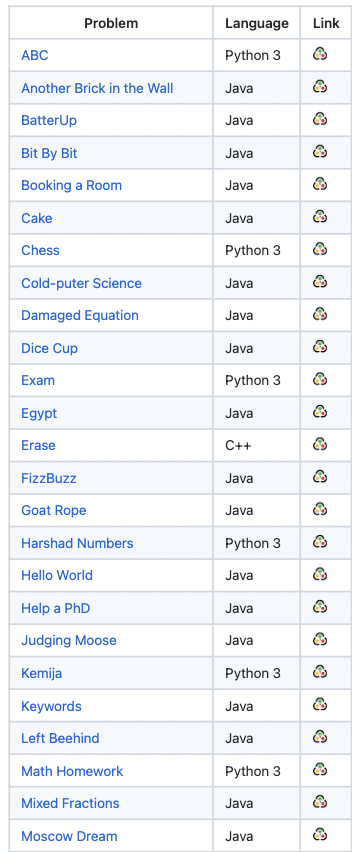 Problem Language Link
ABC Python 3
Another Brick in the Wall Java
BatterUp Java
Bit By Bit Java
Booking a Room Java
Cake Java
Chess Python 3
Cold-puter Science Java
Damaged Equation Java
Dice Cup Java
Exam Python 3
Egypt Java
Erase C++
FizzBuzz Java
Goat Rope Java
Harshad Numbers Python 3
Hello World Java
Help a PhD Java
Judging Moose Java
Kemija Python 3
Keywords Java
Left Beehind Java
Math Homework Python 3
Mixed Fractions Java
Moscow Dream Java